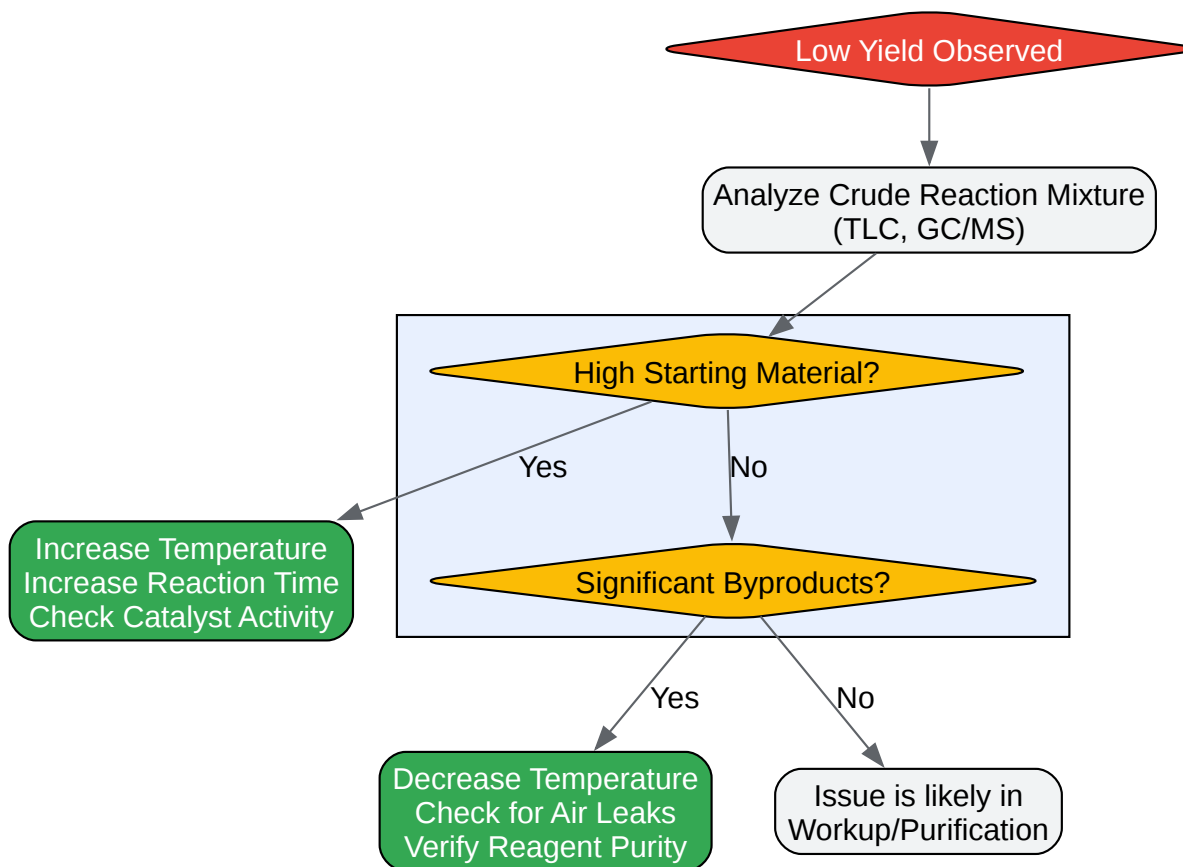 Low Yield Observed
Analyze Crude Reaction Mixture
(TLC, GC/MS)
High Starting Material?
Yes
No
Increase Temperature
Increase Reaction Time
Check Catalyst Activity
Significant Byproducts?
Yes
No
Decrease Temperature
Check for Air Leaks
Verify Reagent Purity
Issue is likely in
Workup/Purification